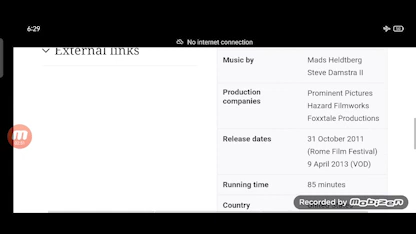 6:29
No internet connection
External links
Music by
Mads Heldtberg
Steve Damstra II
Production
companies
Prominent Pictures
Hazard Filmworks
Foxxtale Productions
Release dates
31 October 2011
(Rome Film Festival)
9 April 2013 (VOD)
Running time
85 minutes
Country
Recorded by Mobizen